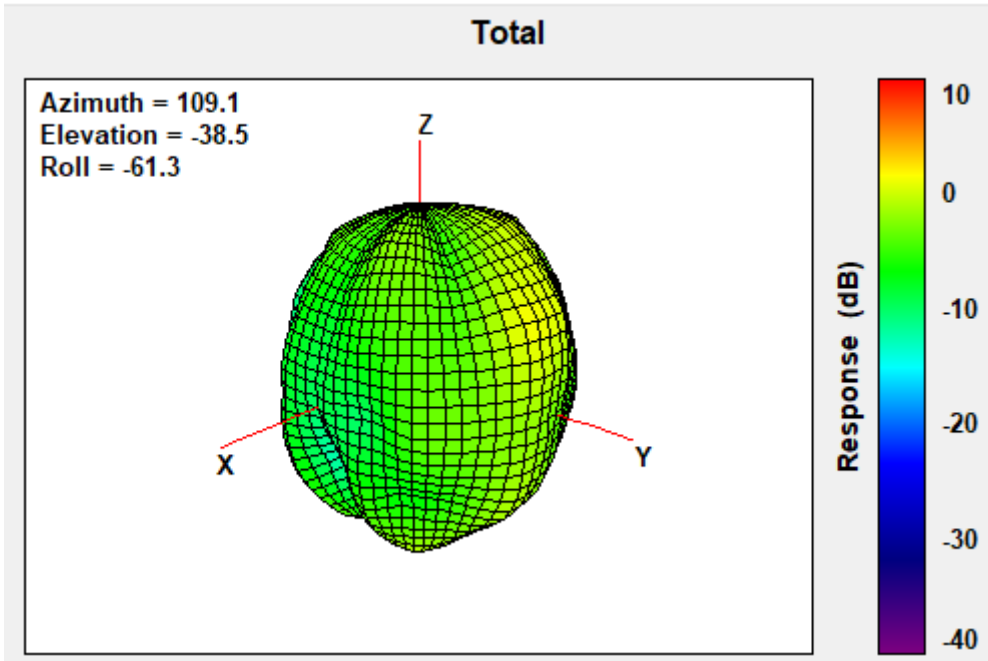 Total
Azimuth = 109.1
Elevation = -38.5
Roll = -61.3
Z
X
Y
Response (dB)
10
0
-10
-20
-30
-40